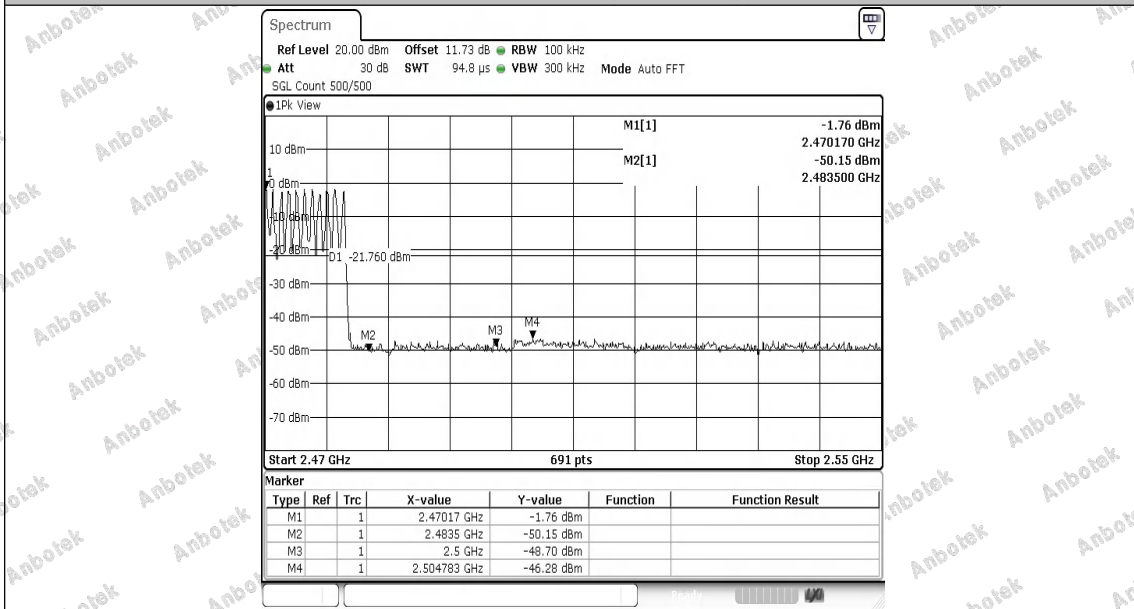 Spectrum
Ref Level 20.00 dBm Offset 11.73 dB RBW 100 kHz
Att 30 dB SWT 94.8 µs VBW 300 kHz Mode Auto FFT
SGL Count 500/500
1Pk View
M1[1] -1.76 dBm
2.470170 GHz
M2[1] -50.15 dBm
2.483500 GHz
10 dBm
1
0 dBm
-10 dBm
-20 dBm
D1 -21.760 dBm
-30 dBm
-40 dBm
M2 M3 M4
-50 dBm
-60 dBm
-70 dBm
Start 2.47 GHz 691 pts Stop 2.55 GHz
Marker
Type Ref Trc X-value Y-value Function Function Result
M1 1 2.47017 GHz -1.76 dBm
M2 1 2.4835 GHz -50.15 dBm
M3 1 2.5 GHz -48.70 dBm
M4 1 2.504783 GHz -46.28 dBm
Ready
Anbotek